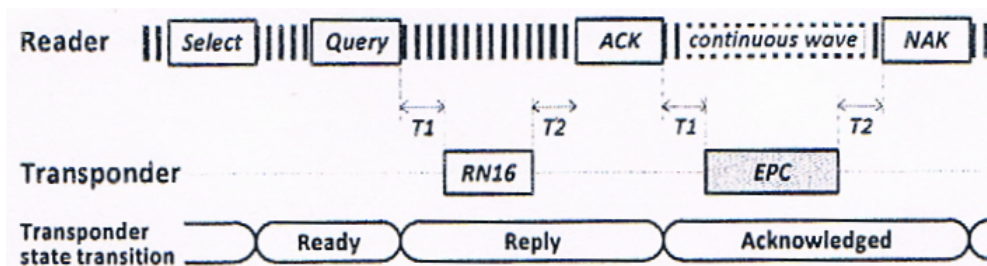 Reader Select Query ACK continuous wave NAK
T1 T2 T1 T2
Transponder RN16 EPC
Transponder
state transition Ready Reply Acknowledged